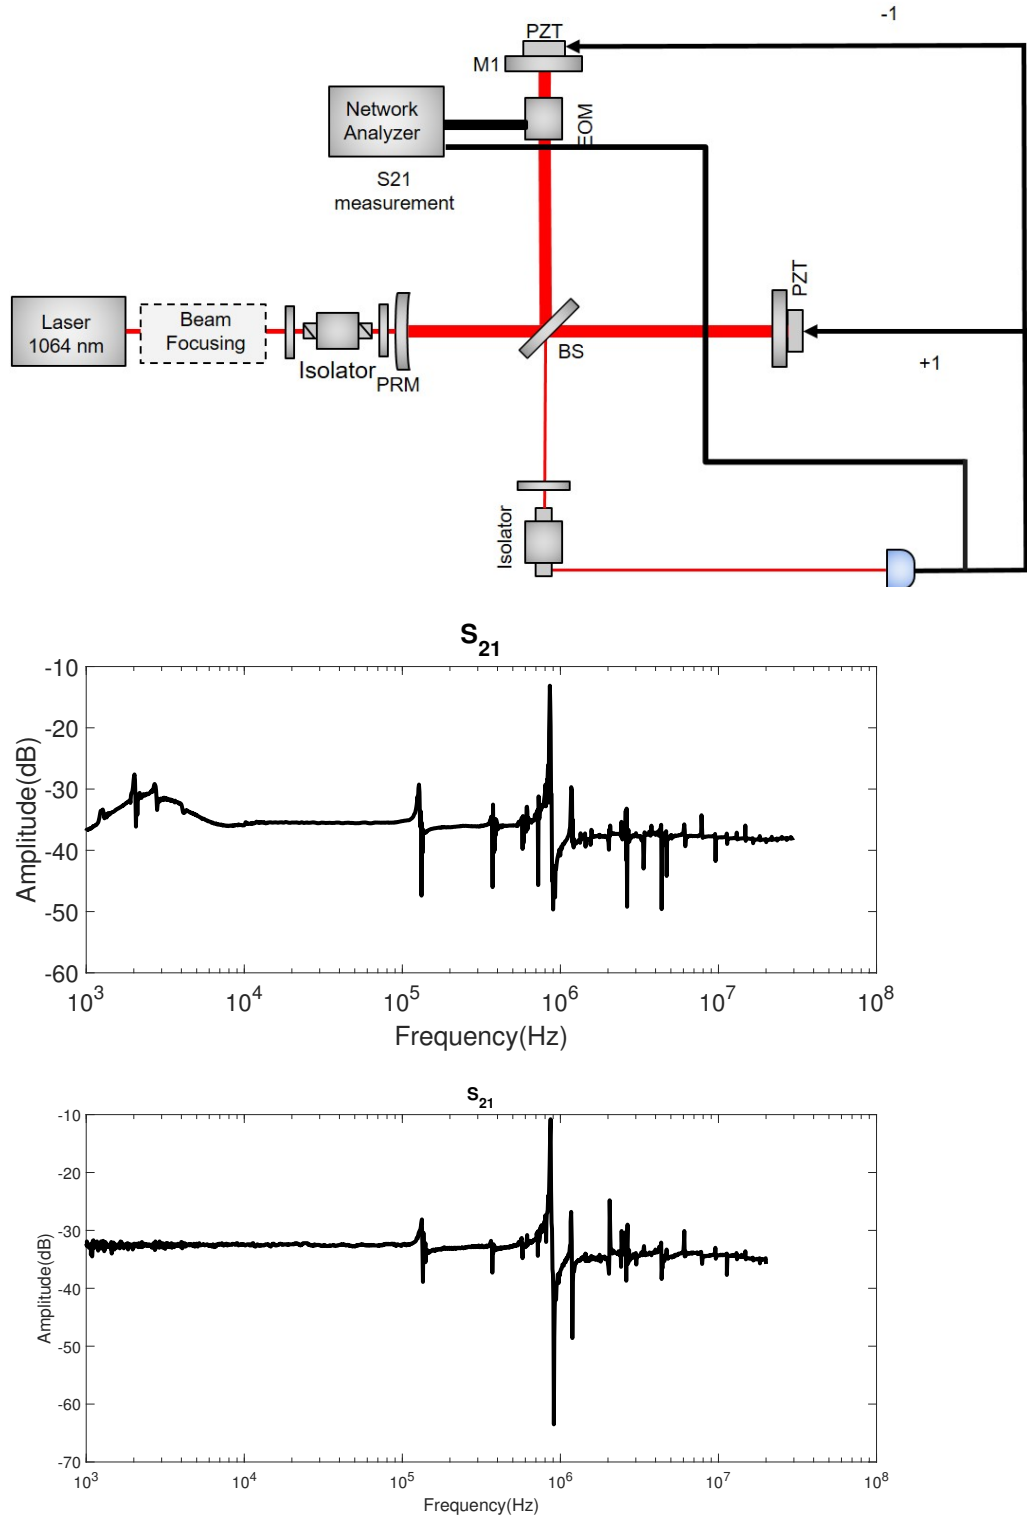 -1
PZT
M1
Network
Analyzer
EOM
S21
measurement
PZT
Laser
1064 nm
Beam
Focusing
Isolator
PRM
BS
+1
Isolator
S21
-10
-20
-30
-40
-50
-60
Amplitude(dB)
10^3 10^4 10^5 10^6 10^7 10^8
Frequency(Hz)
S21
-10
-20
-30
-40
-50
-60
-70
Amplitude(dB)
10^3 10^4 10^5 10^6 10^7 10^8
Frequency(Hz)